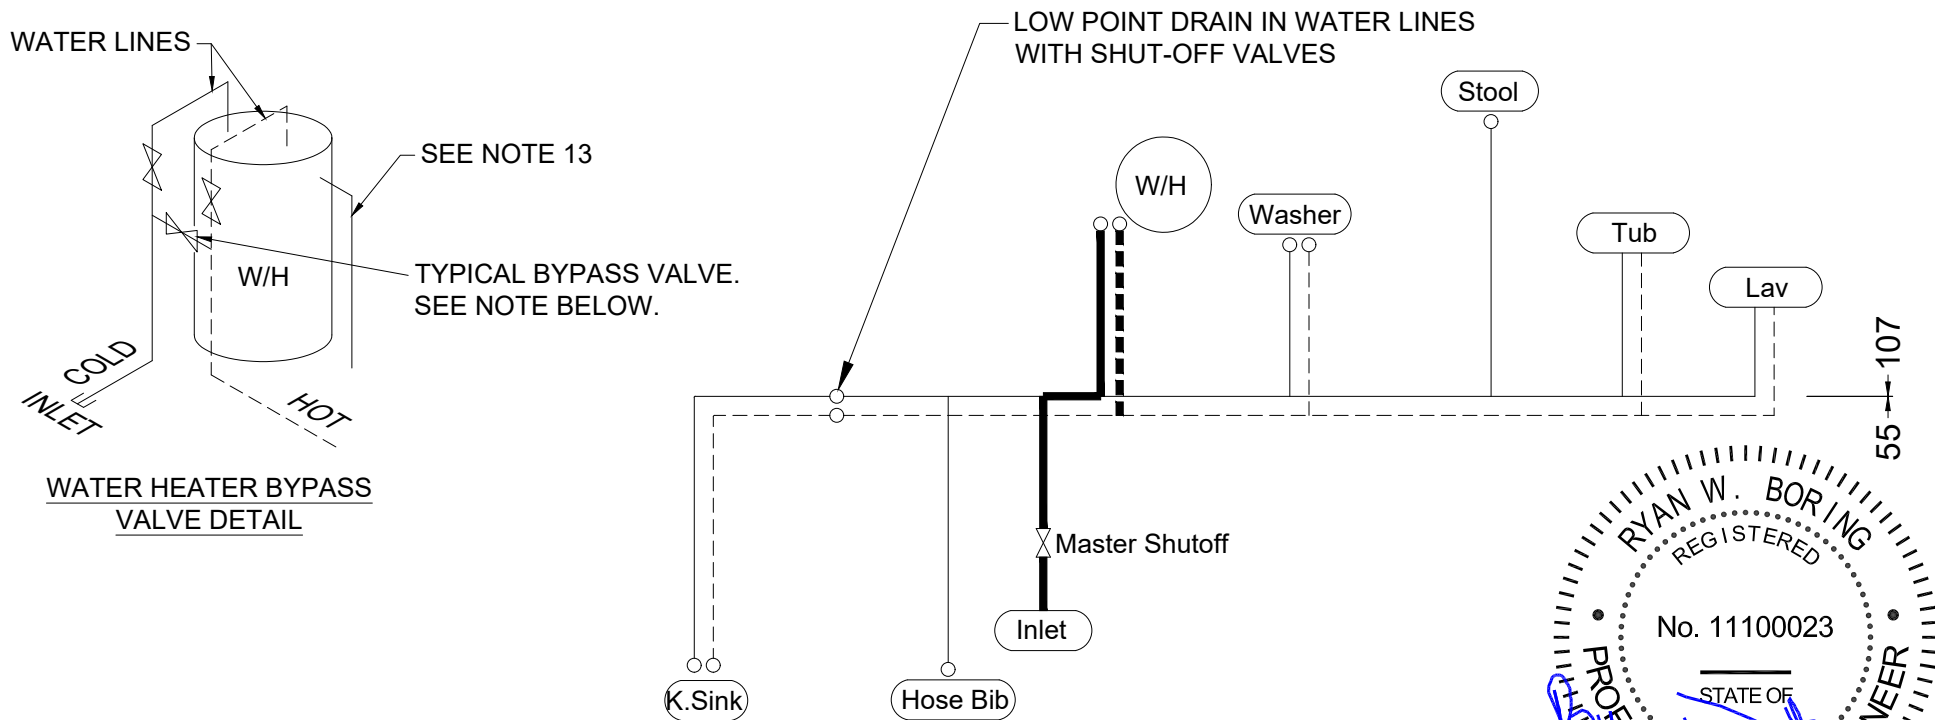 WATER LINES
SEE NOTE 13
W/H
TYPICAL BYPASS VALVE.
SEE NOTE BELOW.
COLD
INLET
HOT
WATER HEATER BYPASS
VALVE DETAIL
LOW POINT DRAIN IN WATER LINES
WITH SHUT-OFF VALVES
Stool
W/H
Washer
Tub
Lav
107
55
Master Shutoff
Inlet
K.Sink
Hose Bib
RYAN W. BORING
REGISTERED
No. 11100023
STATE OF